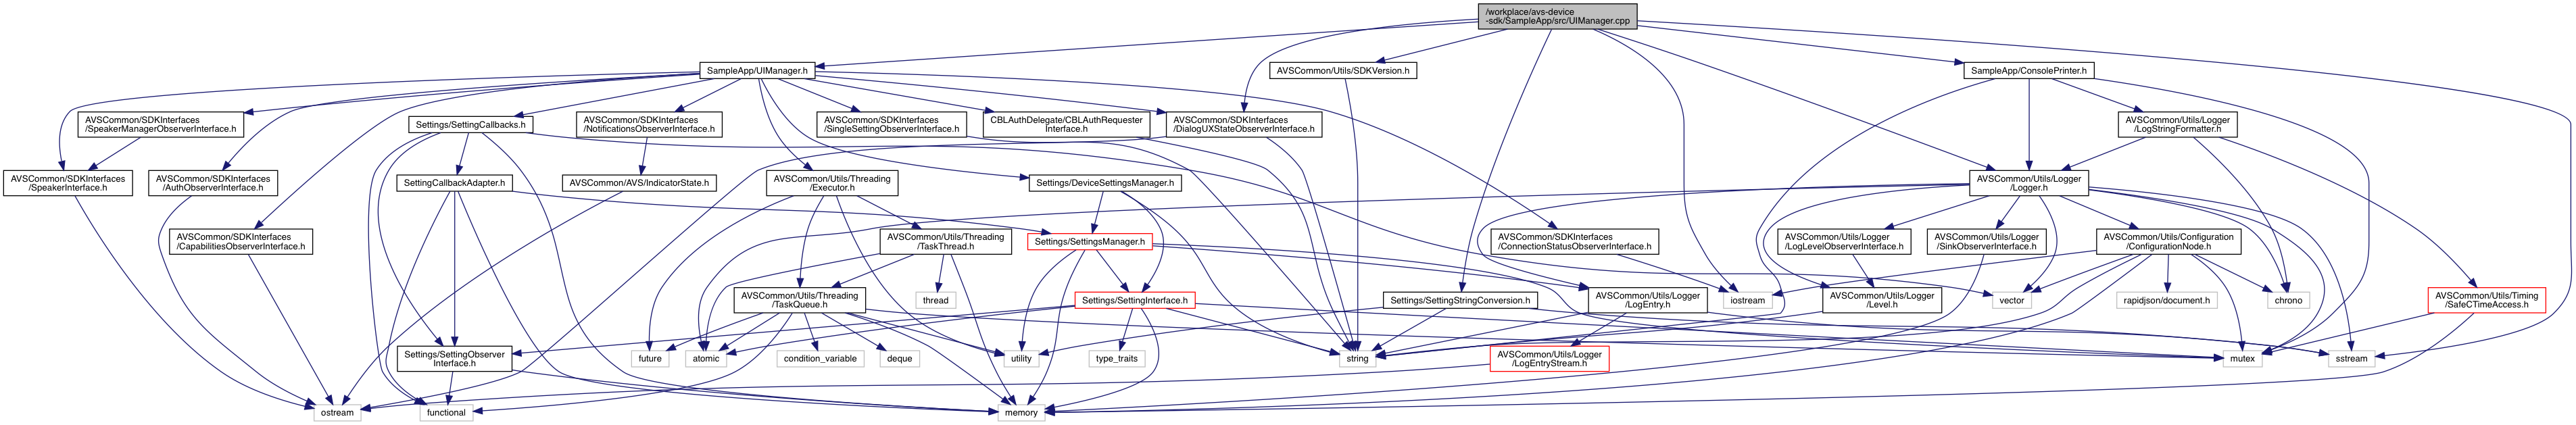 /workplace/avs-device
-sdk/SampleApp/src/UIManager.cpp
SampleApp/UIManager.h
AVSCommon/Utils/SDKVersion.h
SampleApp/ConsolePrinter.h
AVSCommon/SDKInterfaces
/SpeakerManagerObserverInterface.h
Settings/SettingCallbacks.h
AVSCommon/SDKInterfaces
/NotificationsObserverInterface.h
AVSCommon/SDKInterfaces
/SingleSettingObserverInterface.h
CBLAuthDelegate/CBLAuthRequester
Interface.h
AVSCommon/SDKInterfaces
/DialogUXStateObserverInterface.h
AVSCommon/Utils/Logger
/LogStringFormatter.h
AVSCommon/SDKInterfaces
/SpeakerInterface.h
AVSCommon/SDKInterfaces
/AuthObserverInterface.h
SettingCallbackAdapter.h
AVSCommon/AVS/IndicatorState.h
AVSCommon/Utils/Threading
/Executor.h
Settings/DeviceSettingsManager.h
AVSCommon/Utils/Logger
/Logger.h
AVSCommon/SDKInterfaces
/CapabilitiesObserverInterface.h
AVSCommon/Utils/Threading
/TaskThread.h
Settings/SettingsManager.h
AVSCommon/SDKInterfaces
/ConnectionStatusObserverInterface.h
AVSCommon/Utils/Logger
/LogLevelObserverInterface.h
AVSCommon/Utils/Logger
/SinkObserverInterface.h
AVSCommon/Utils/Configuration
/ConfigurationNode.h
AVSCommon/Utils/Threading
/TaskQueue.h
thread
Settings/SettingInterface.h
Settings/SettingStringConversion.h
AVSCommon/Utils/Logger
/LogEntry.h
iostream
AVSCommon/Utils/Logger
/Level.h
vector
rapidjson/document.h
chrono
AVSCommon/Utils/Timing
/SafeCTimeAccess.h
Settings/SettingObserver
Interface.h
future
atomic
condition_variable
deque
utility
type_traits
string
AVSCommon/Utils/Logger
/LogEntryStream.h
mutex
sstream
ostream
functional
memory